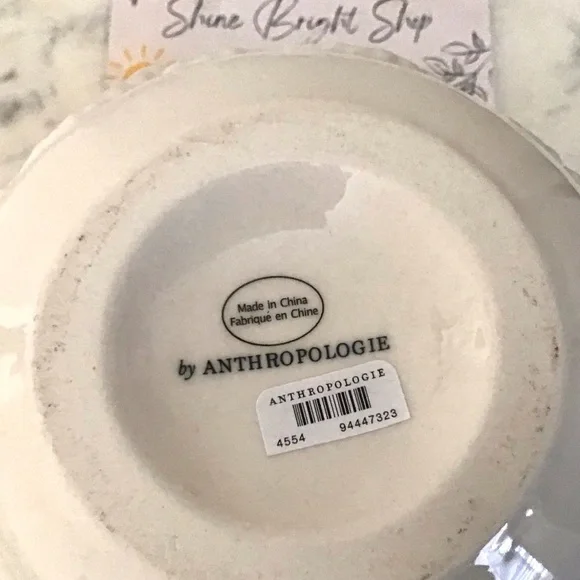 Shine Bright Shop
Made in China
Fabriqué en Chine
by ANTHROPOLOGIE
ANTHROPOLOGIE
4554 94447323